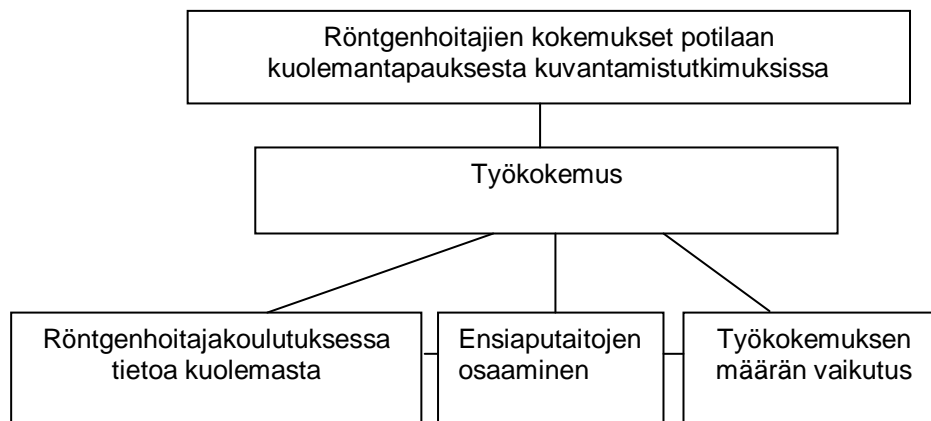 Röntgenhoitajien kokemukset potilaan
kuolemantapauksesta kuvantamistutkimuksissa
Työkokemus
Röntgenhoitajakoulutuksessa
tietoa kuolemasta
Ensiaputaitojen
osaaminen
Työkokemuksen
määrän vaikutus